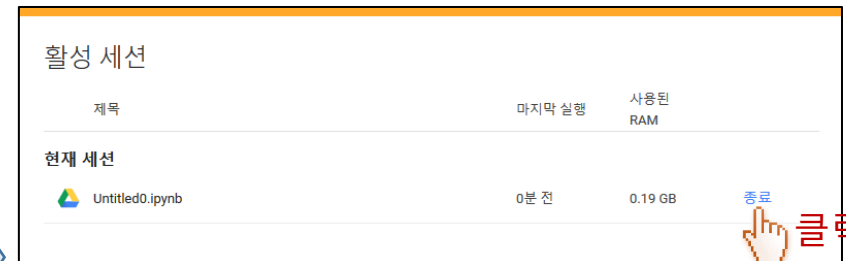 활성 세션
제목 마지막 실행 사용된 RAM
현재 세션
Untitled0.ipynb 0분 전 0.19 GB 종료